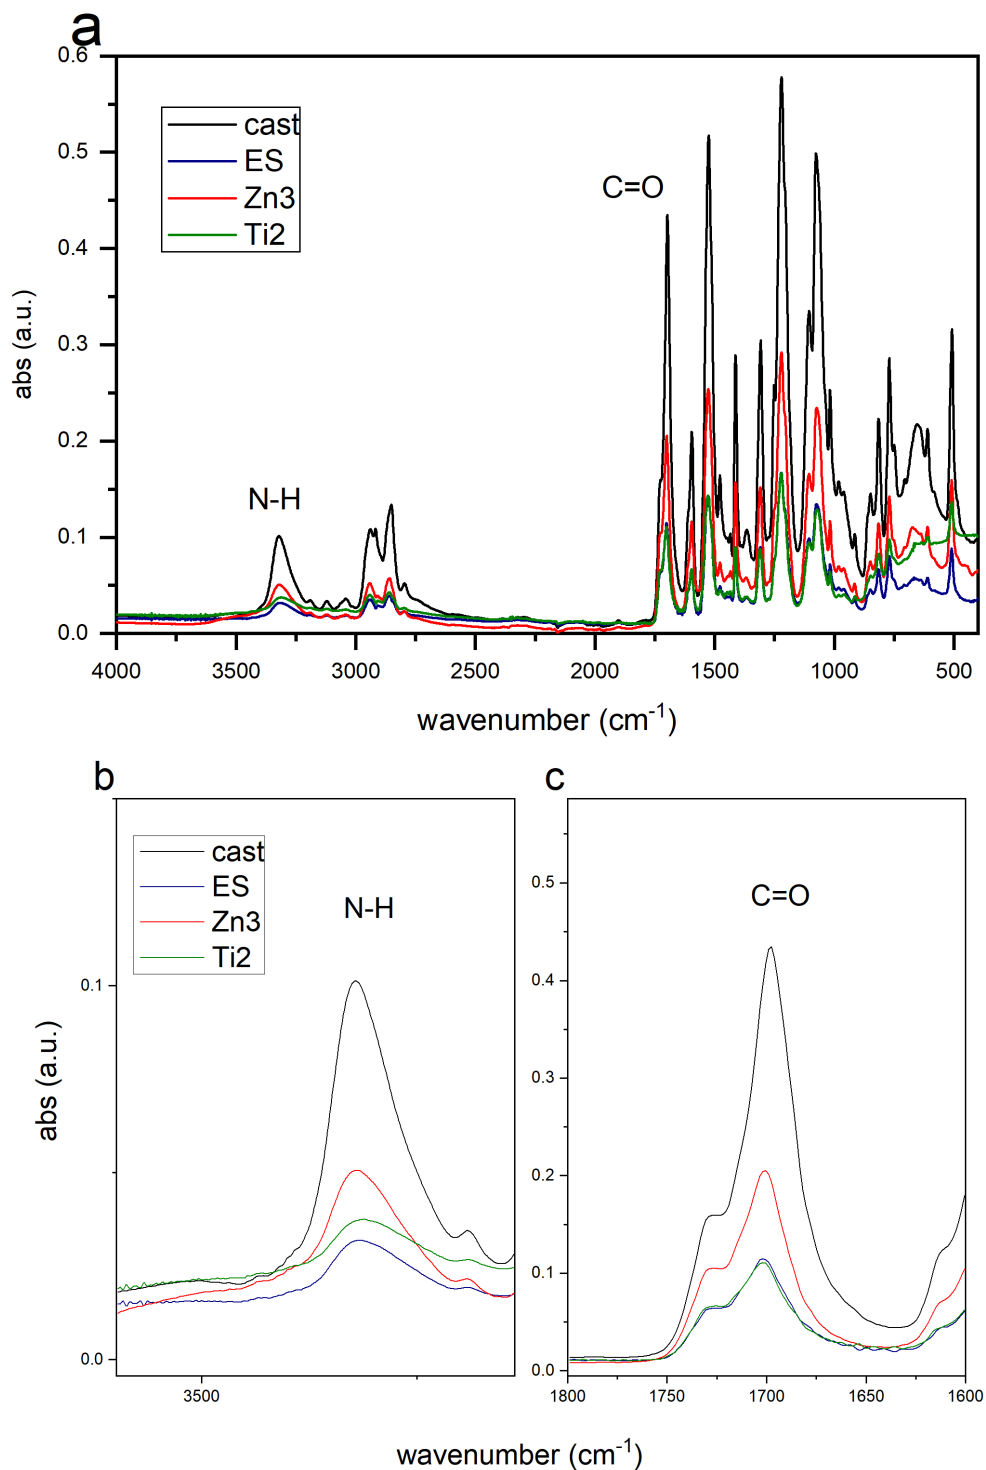 a
0.6
0.5
0.4
0.3
0.2
0.1
0.0
abs (a.u.)
cast
ES
Zn3
Ti2
N-H
C=O
4000 3500 3000 2500 2000 1500 1000 500
wavenumber (cm-1)
b
cast
ES
Zn3
Ti2
N-H
0.1
0.0
abs (a.u.)
3500
c
C=O
0.5
0.4
0.3
0.2
0.1
0.0
1800 1750 1700 1650 1600
wavenumber (cm-1)